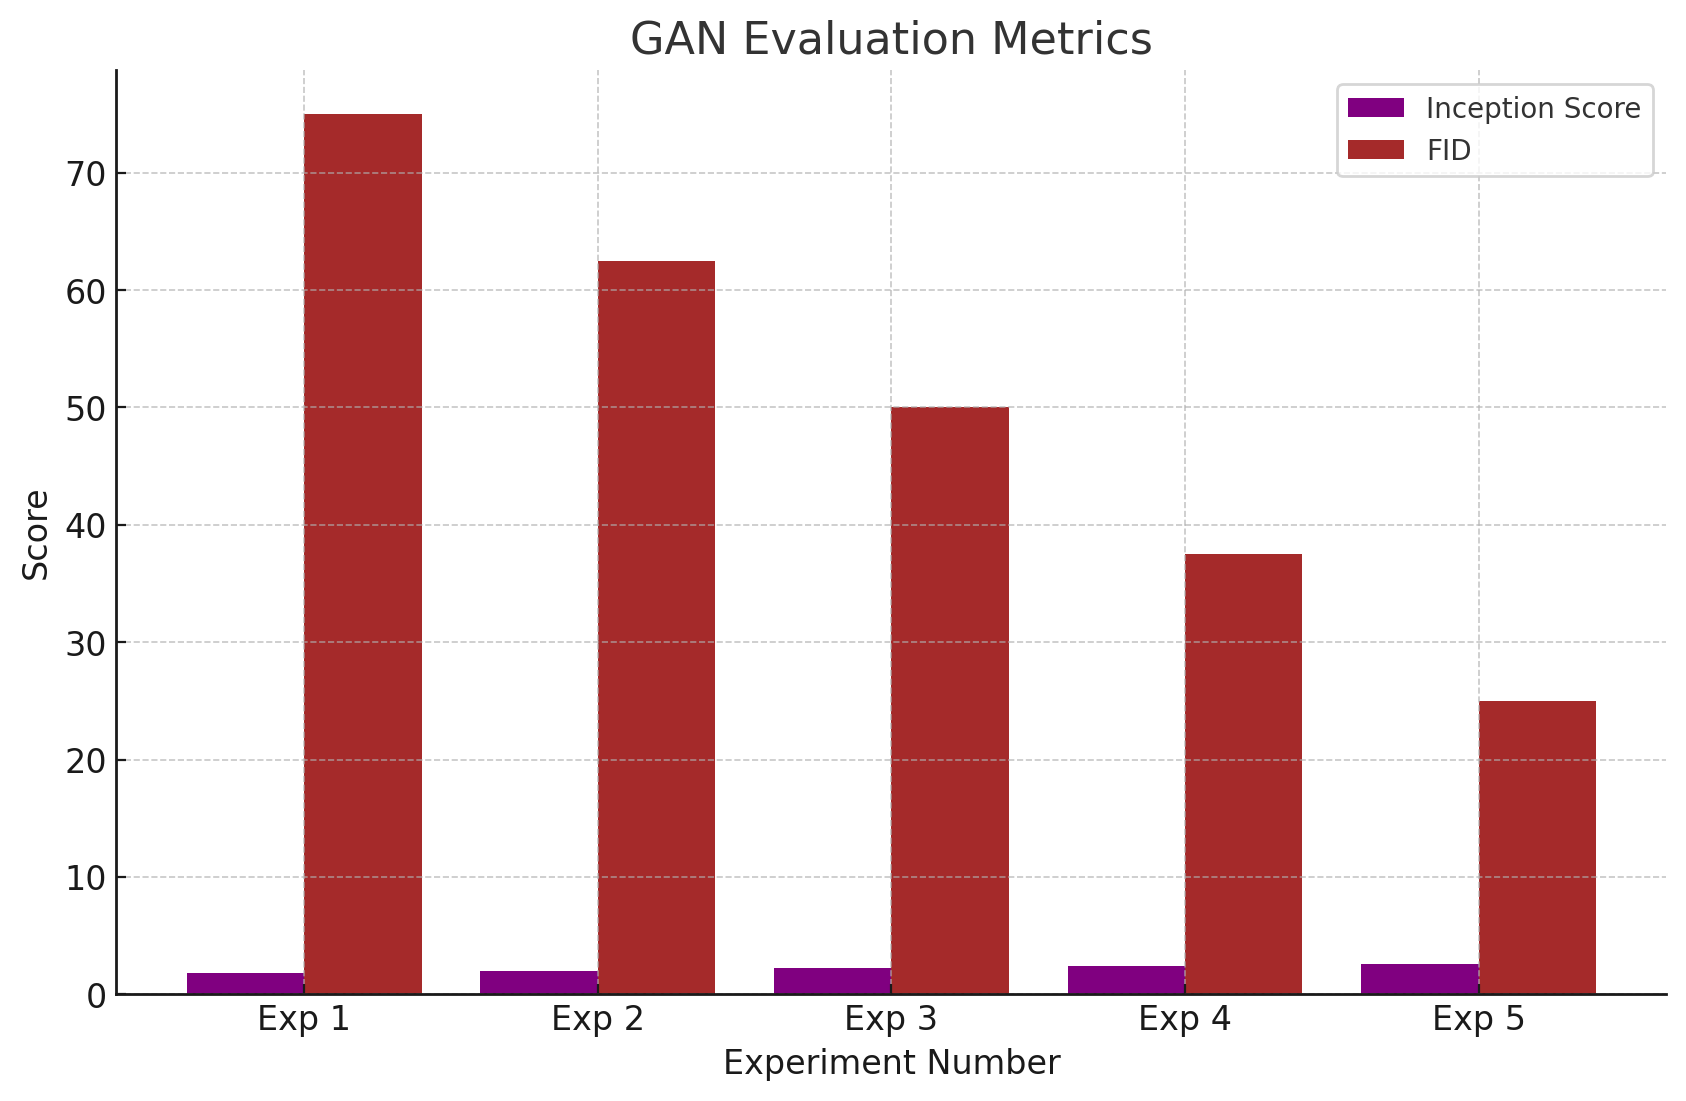 GAN Evaluation Metrics
Inception Score
FID
Score
70
60
50
40
30
20
10
0
Exp 1 Exp 2 Exp 3 Exp 4 Exp 5
Experiment Number